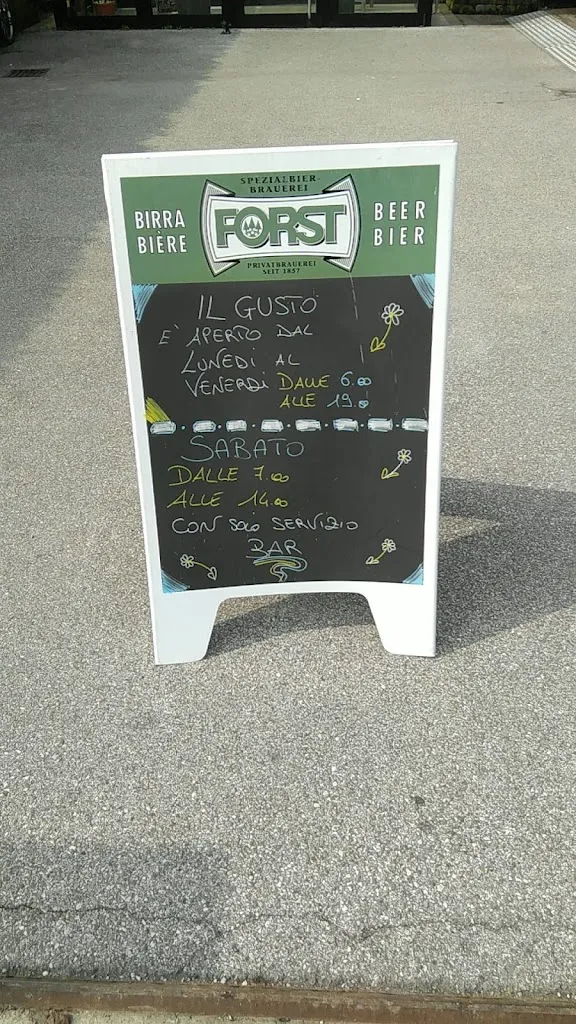 SPEZIALBIER-
BRAUEREI
BIRRA
BIÈRE
FORST
BEER
BIER
PRIVATBRAUEREI
SEIT 1857
IL GUSTO
E' APERTO DAL
LUNEDI AL
VENERDI DALLE 6.00
ALLE 19.00
SABATO
DALLE 7.00
ALLE 14.00
CON SOLO SERVIZIO
BAR